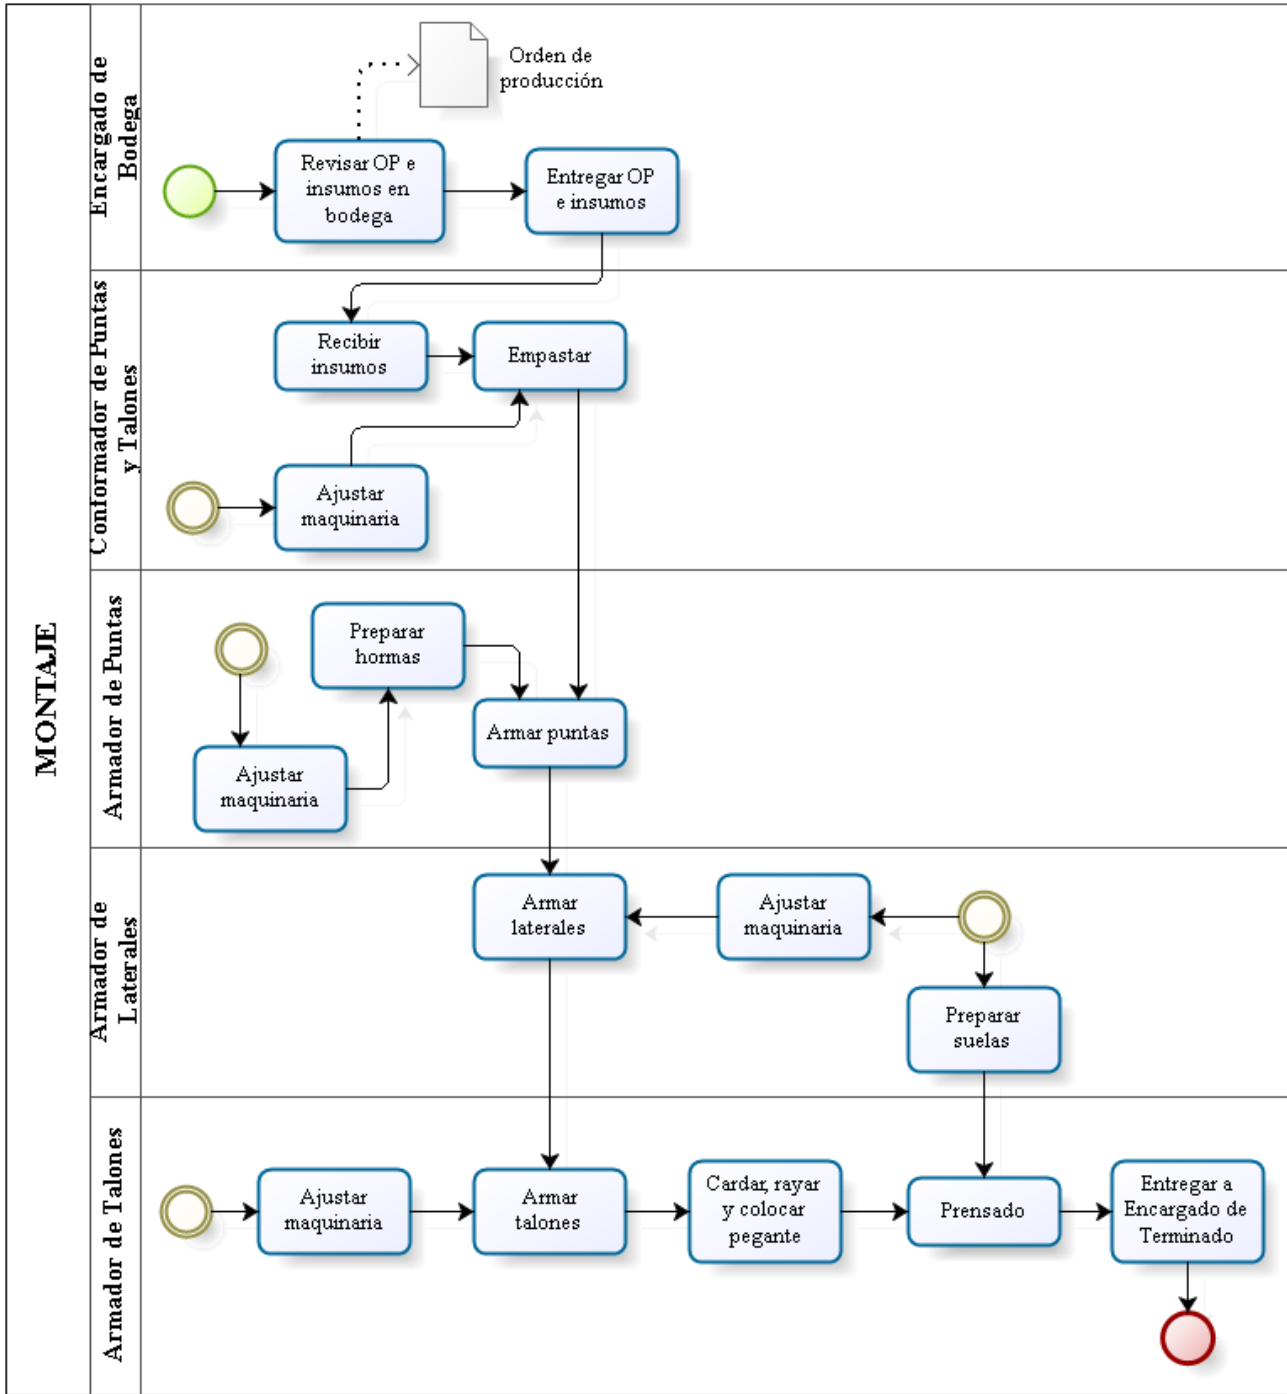 MONTAJE
Encargado de
Bodega
Orden de
producción
Revisar OP e
insumos en
bodega
Entregar OP
e insumos
Conformador de Puntas
y Talones
Recibir
insumos
Empastar
Ajustar
maquinaria
Armador de Puntas
Preparar
hormas
Armar puntas
Ajustar
maquinaria
Armador de
Laterales
Armar
laterales
Ajustar
maquinaria
Preparar
suelas
Armador de Talones
Ajustar
maquinaria
Armar
talones
Cardar, rayar
y colocar
pegante
Prensado
Entregar a
Encargado de
Terminado